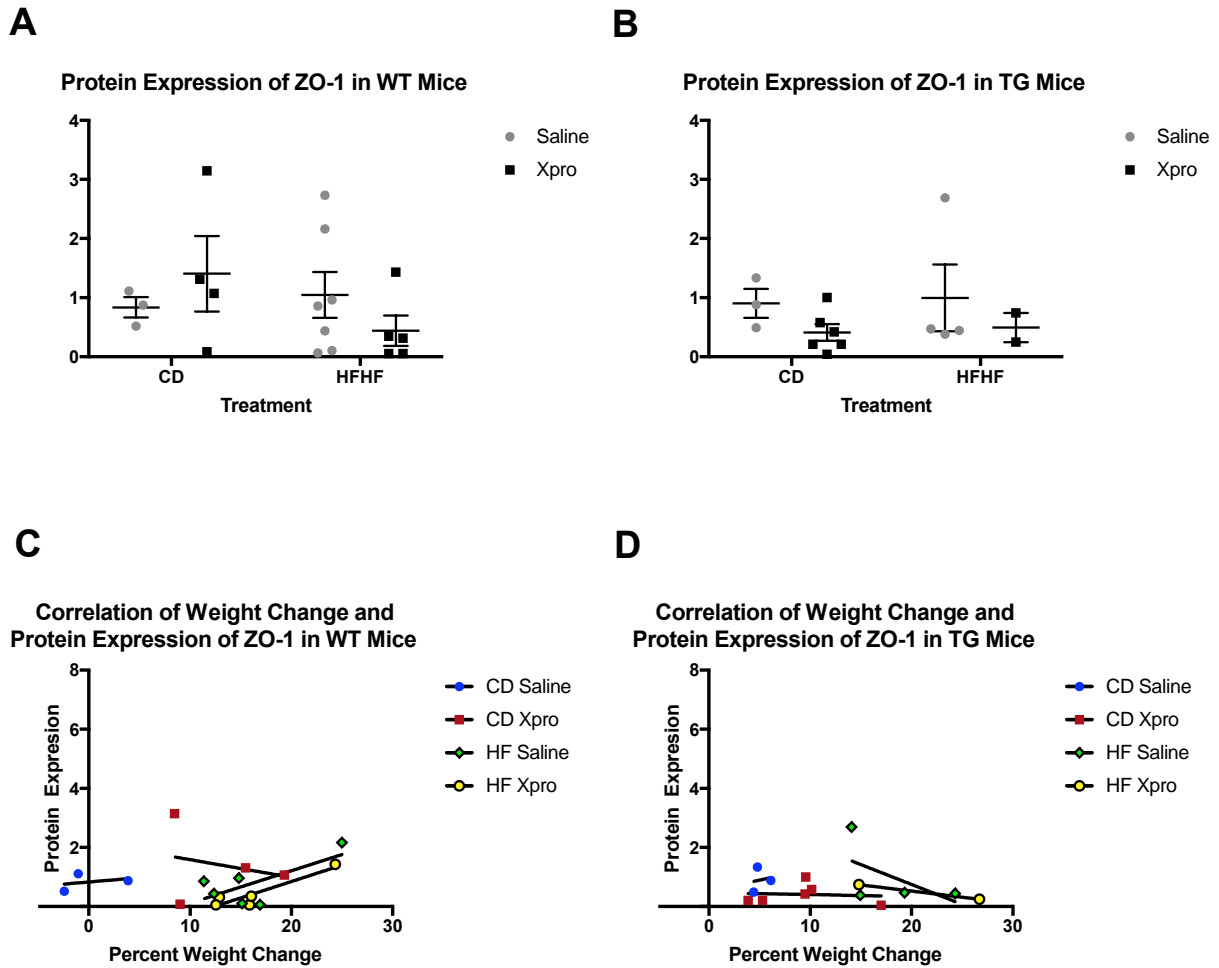 A
Protein Expression of ZO-1 in WT Mice
4
3
2
1
0
CD
HFHF
Treatment
Saline
Xpro
B
Protein Expression of ZO-1 in TG Mice
4
3
2
1
0
CD
HFHF
Treatment
Saline
Xpro
C
Correlation of Weight Change and
Protein Expression of ZO-1 in WT Mice
Protein Expresion
8
6
4
2
0
10
20
30
Percent Weight Change
CD Saline
CD Xpro
HF Saline
HF Xpro
D
Correlation of Weight Change and
Protein Expression of ZO-1 in TG Mice
Protein Expresion
8
6
4
2
0
10
20
30
Percent Weight Change
CD Saline
CD Xpro
HF Saline
HF Xpro